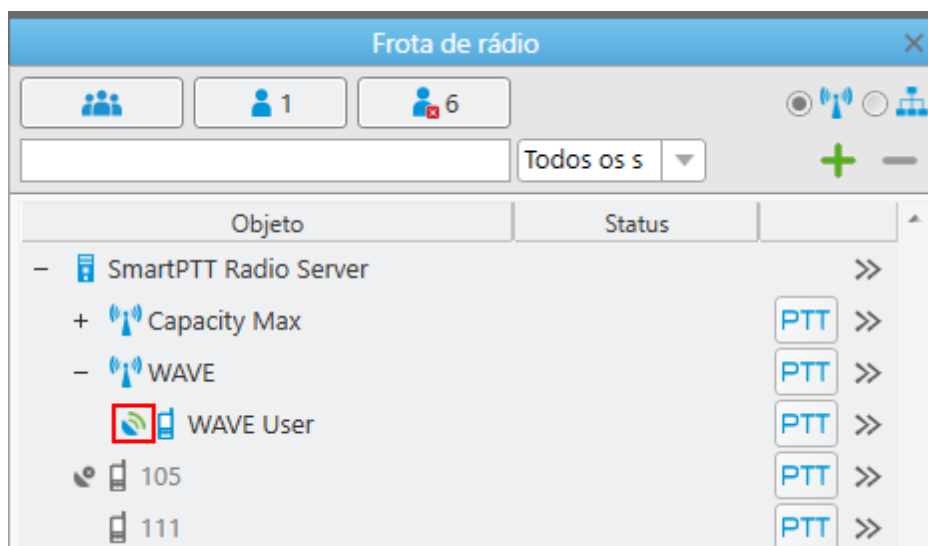 Frota de rádio
1
6
Todos os s
Objeto Status
SmartPTT Radio Server
Capacity Max PTT
WAVE PTT
WAVE User PTT
105 PTT
111 PTT